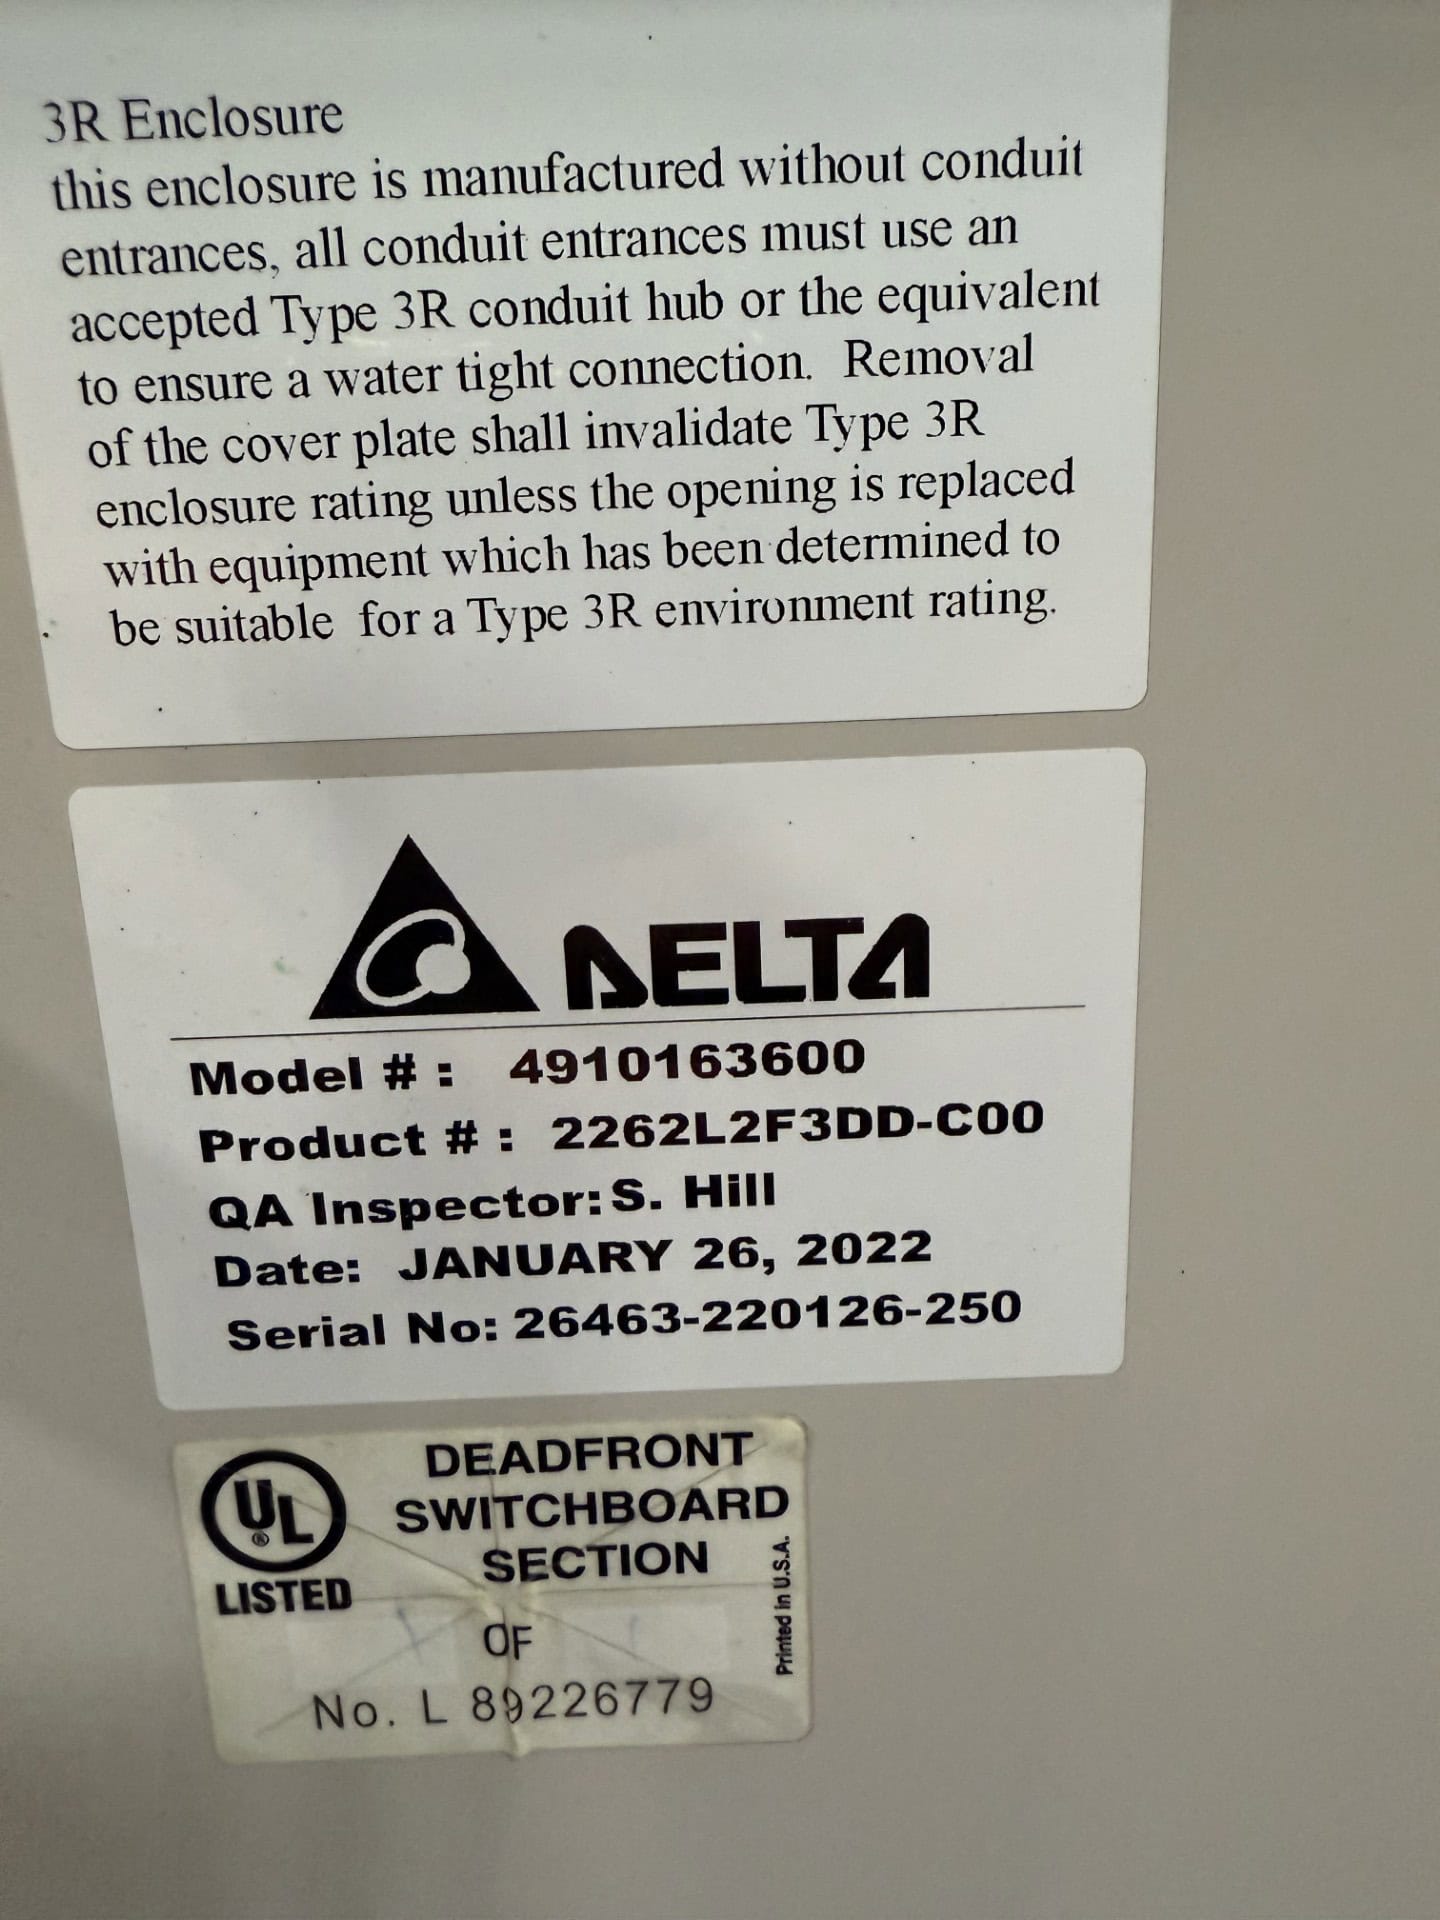 3R Enclosure
this enclosure is manufactured without conduit
entrances, all conduit entrances must use an
accepted Type 3R conduit hub or the equivalent
to ensure a water tight connection. Removal
of the cover plate shall invalidate Type 3R
enclosure rating unless the opening is replaced
with equipment which has been determined to
be suitable for a Type 3R environment rating.
DELTA
Model # : 4910163600
Product # : 2262L2F3DD-C00
QA Inspector: S. Hill
Date: JANUARY 26, 2022
Serial No: 26463-220126-250
UL
®
LISTED
DEADFRONT
SWITCHBOARD
SECTION
OF
No. L 89226779
Printed in U.S.A.